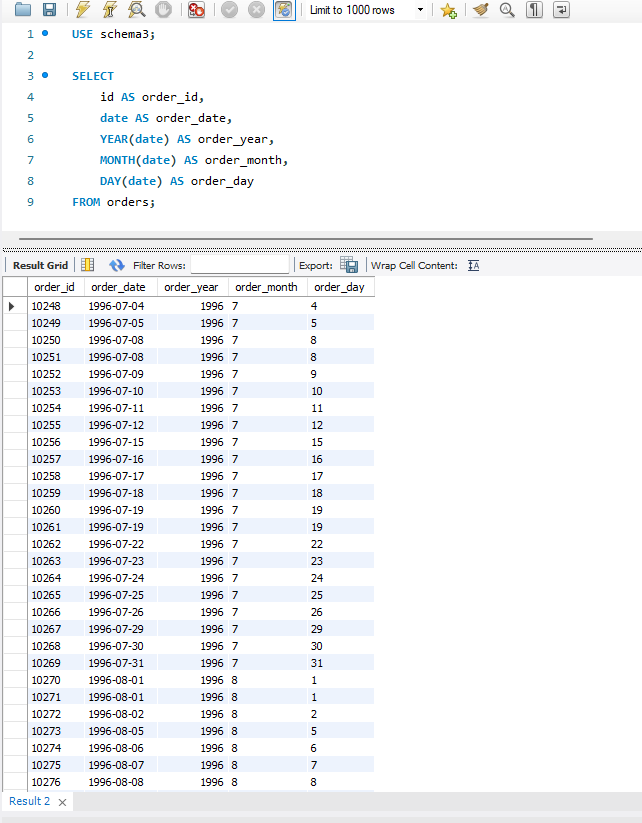 Limit to 1000 rows
1 USE schema3;
2
3 SELECT
4 id AS order_id,
5 date AS order_date,
6 YEAR(date) AS order_year,
7 MONTH(date) AS order_month,
8 DAY(date) AS order_day
9 FROM orders;
Result Grid Filter Rows: Export: Wrap Cell Content:
order_id order_date order_year order_month order_day
10248 1996-07-04 1996 7 4
10249 1996-07-05 1996 7 5
10250 1996-07-08 1996 7 8
10251 1996-07-08 1996 7 8
10252 1996-07-09 1996 7 9
10253 1996-07-10 1996 7 10
10254 1996-07-11 1996 7 11
10255 1996-07-12 1996 7 12
10256 1996-07-15 1996 7 15
10257 1996-07-16 1996 7 16
10258 1996-07-17 1996 7 17
10259 1996-07-18 1996 7 18
10260 1996-07-19 1996 7 19
10261 1996-07-19 1996 7 19
10262 1996-07-22 1996 7 22
10263 1996-07-23 1996 7 23
10264 1996-07-24 1996 7 24
10265 1996-07-25 1996 7 25
10266 1996-07-26 1996 7 26
10267 1996-07-29 1996 7 29
10268 1996-07-30 1996 7 30
10269 1996-07-31 1996 7 31
10270 1996-08-01 1996 8 1
10271 1996-08-01 1996 8 1
10272 1996-08-02 1996 8 2
10273 1996-08-05 1996 8 5
10274 1996-08-06 1996 8 6
10275 1996-08-07 1996 8 7
10276 1996-08-08 1996 8 8
Result 2